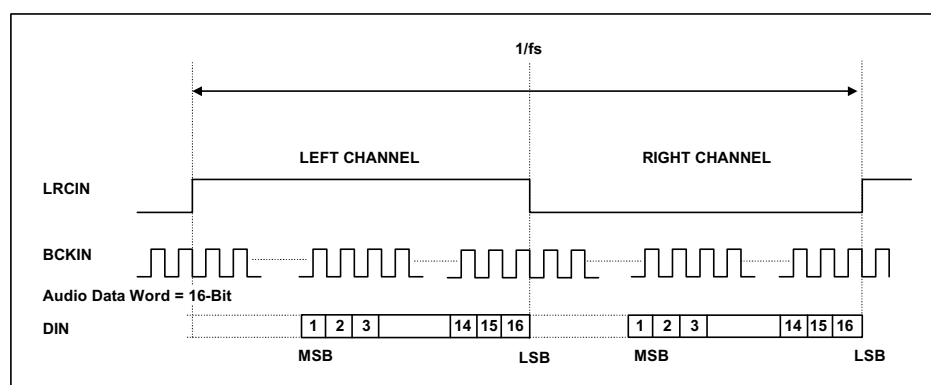 1/fs
LEFT CHANNEL RIGHT CHANNEL
LRCIN
BCKIN
Audio Data Word = 16-Bit
DIN 1 2 3 14 15 16 1 2 3 14 15 16
MSB LSB MSB LSB